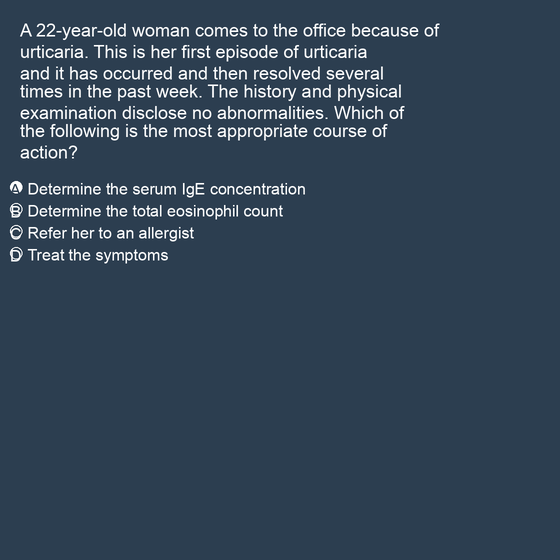 A 22-year-old woman comes to the office because of
urticaria. This is her first episode of urticaria
and it has occurred and then resolved several
times in the past week. The history and physical
examination disclose no abnormalities. Which of
the following is the most appropriate course of
action?
A Determine the serum IgE concentration
B Determine the total eosinophil count
C Refer her to an allergist
D Treat the symptoms